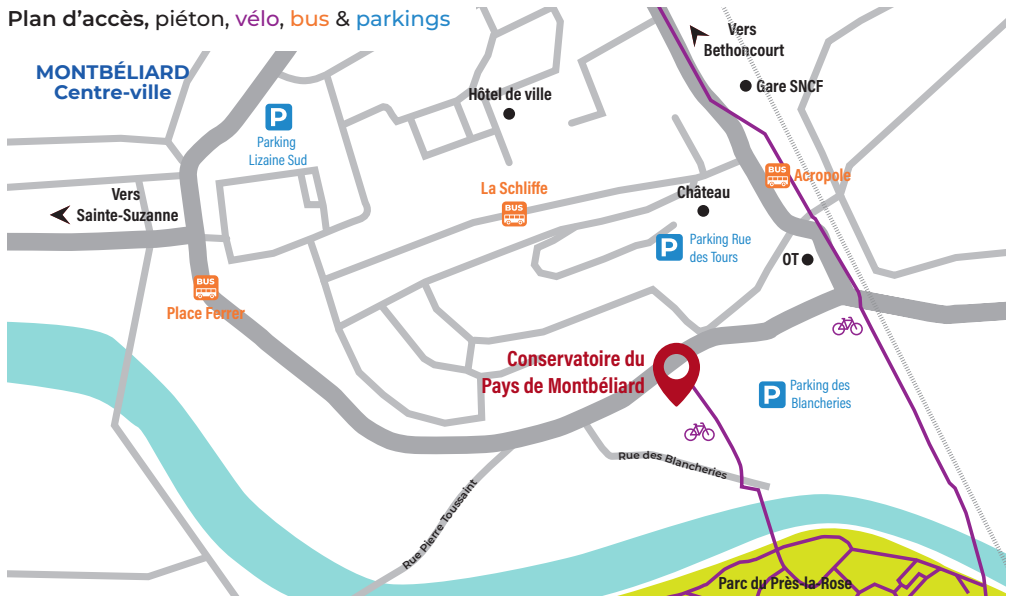 Plan d'accès, piéton, vélo, bus & parkings
MONTBÉLIARD
Centre-ville
Vers
Bethoncourt
Gare SNCF
Hôtel de ville
P
Parking
Lizaine Sud
BUS
Acropole
La Schliffe
BUS
Château
Vers
Sainte-Suzanne
P
Parking Rue
des Tours
OT
BUS
Place Ferrer
Conservatoire du
Pays de Montbéliard
P
Parking des
Blancheries
Rue des Blancheries
Rue Pierre Toussaint
Parc du Près-la-Rose